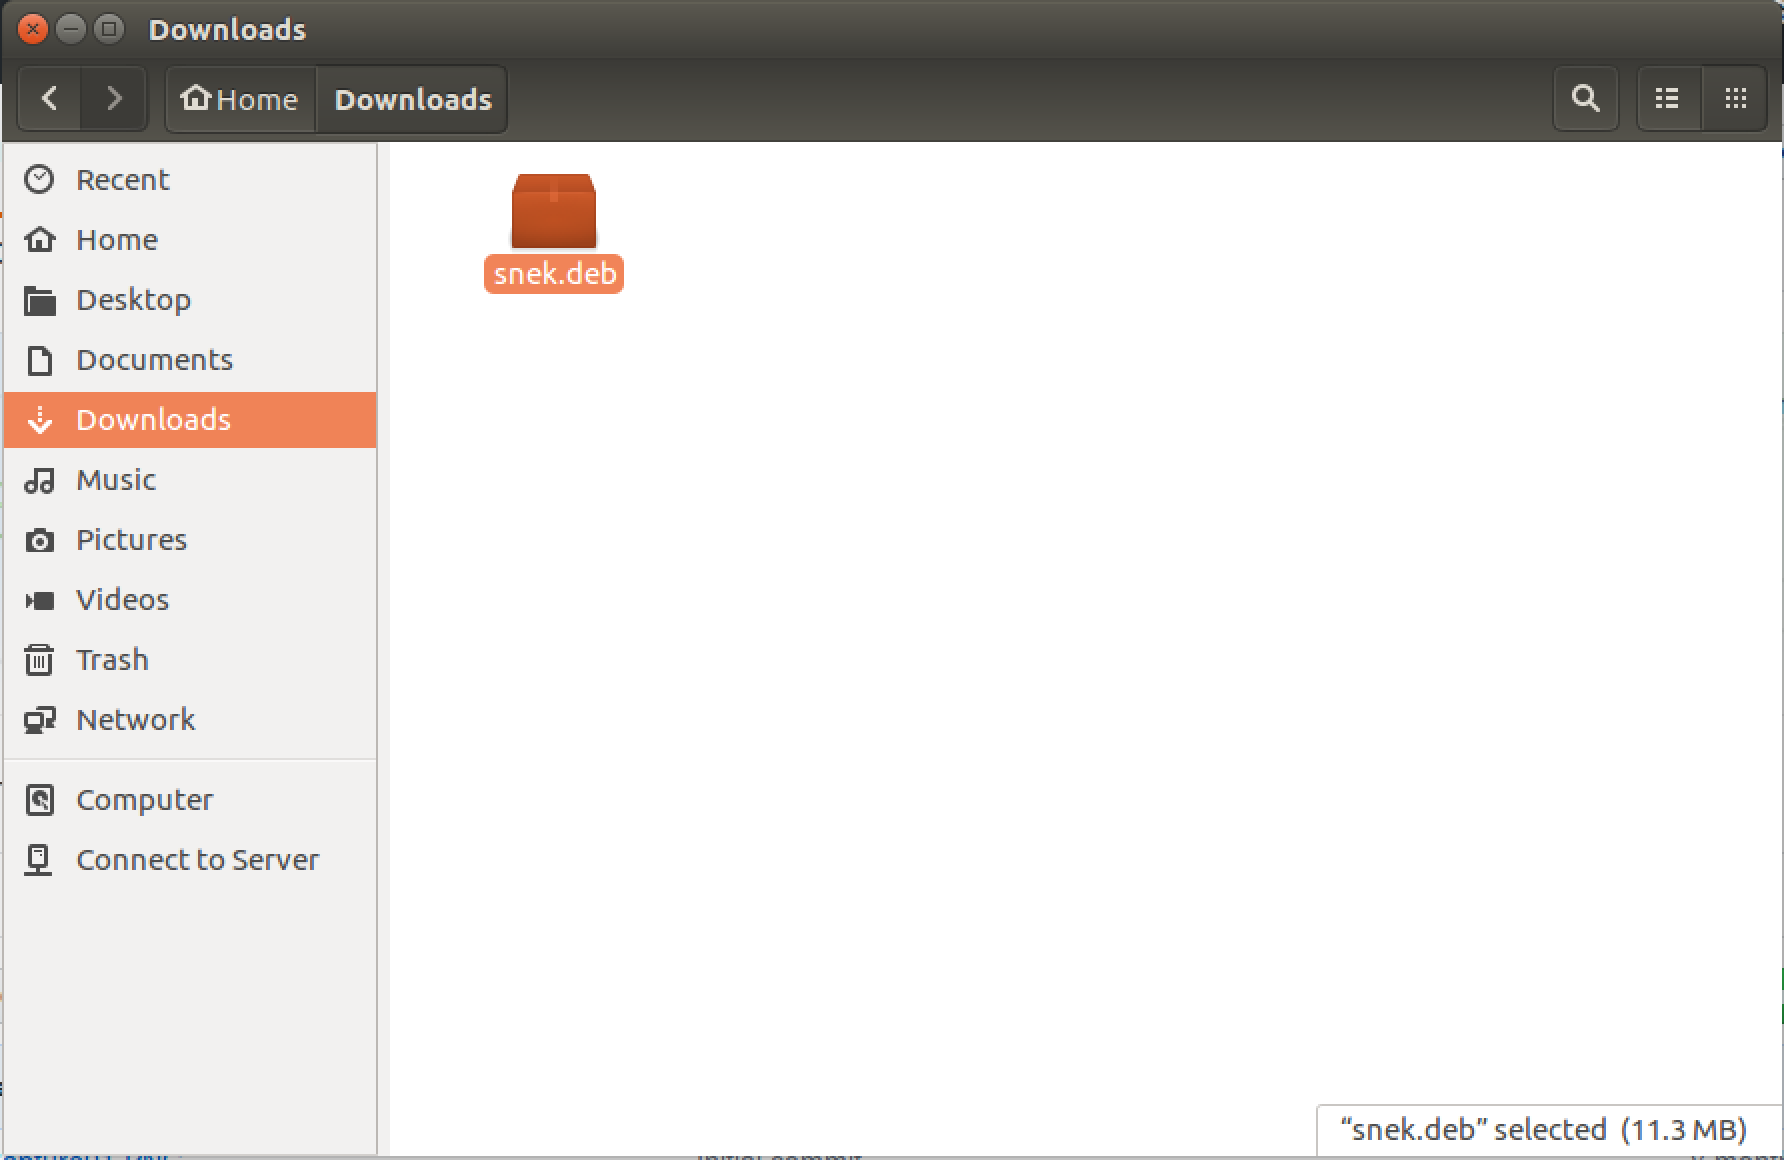 Downloads
Home Downloads
Recent
Home
Desktop
Documents
Downloads
Music
Pictures
Videos
Trash
Network
Computer
Connect to Server
snek.deb
“snek.deb” selected (11.3 MB)